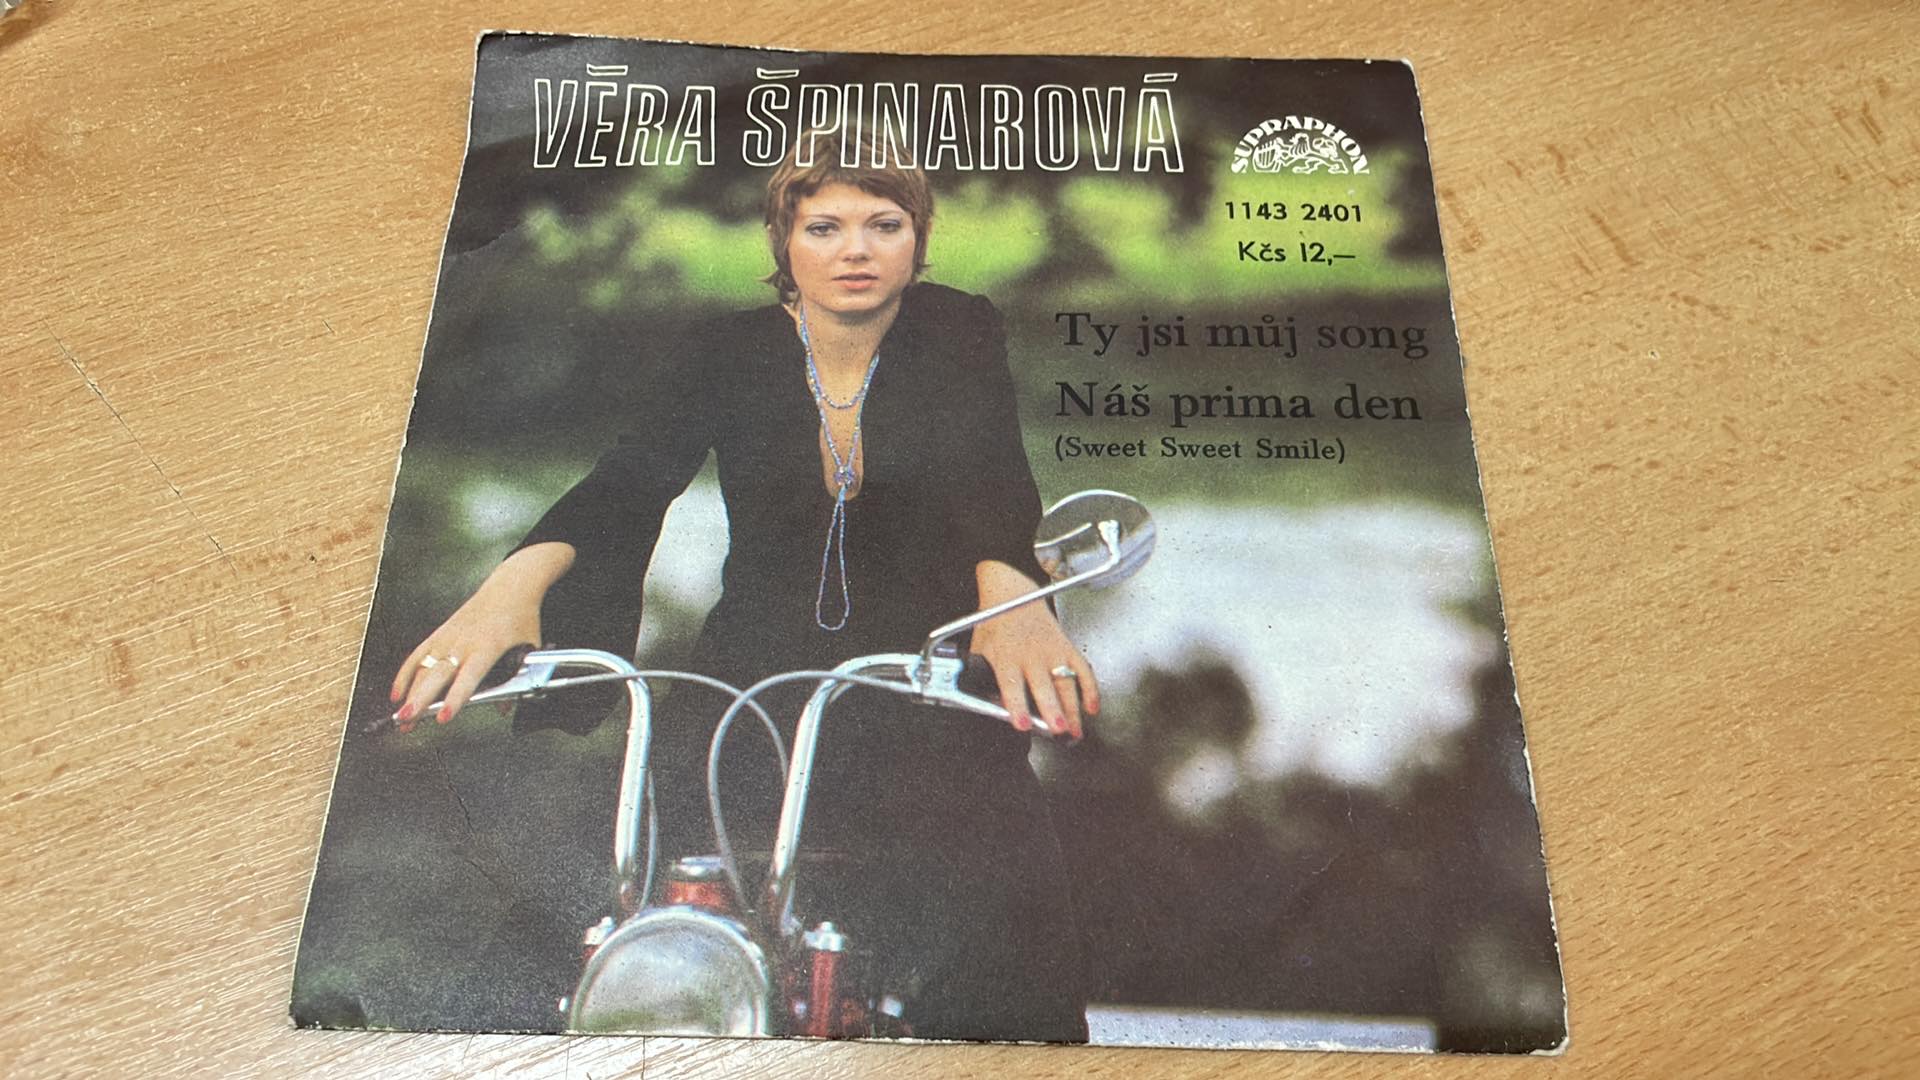 VĚRA ŠPINAROVÁ
SUPRAPHON
1143 2401
Kčs 12,—
Ty jsi můj song
Náš prima den
(Sweet Sweet Smile)